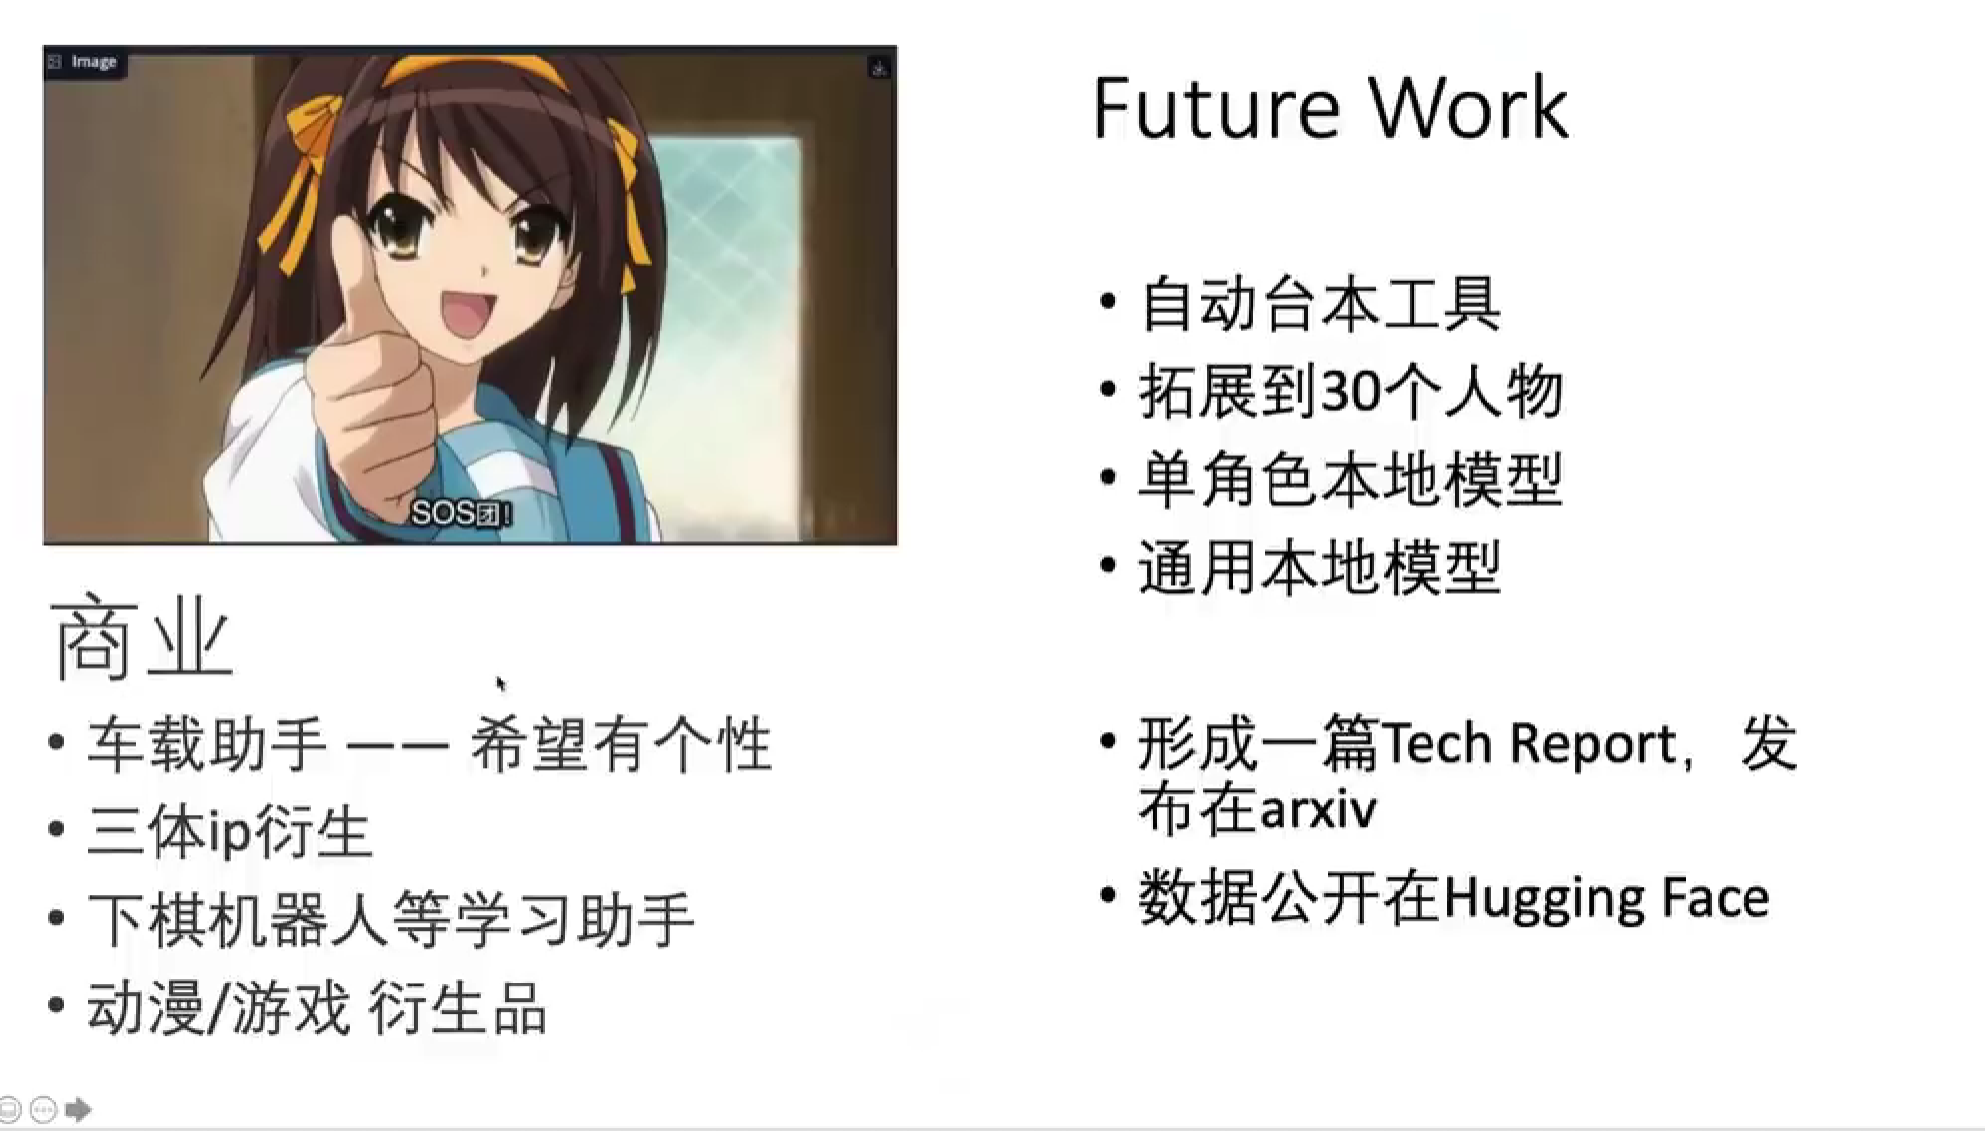 Image
SOS团!
商业
• 车载助手 —— 希望有个性
• 三体ip衍生
• 下棋机器人等学习助手
• 动漫/游戏 衍生品
Future Work
• 自动台本工具
• 拓展到30个人物
• 单角色本地模型
• 通用本地模型
• 形成一篇Tech Report，发
布在arxiv
• 数据公开在Hugging Face